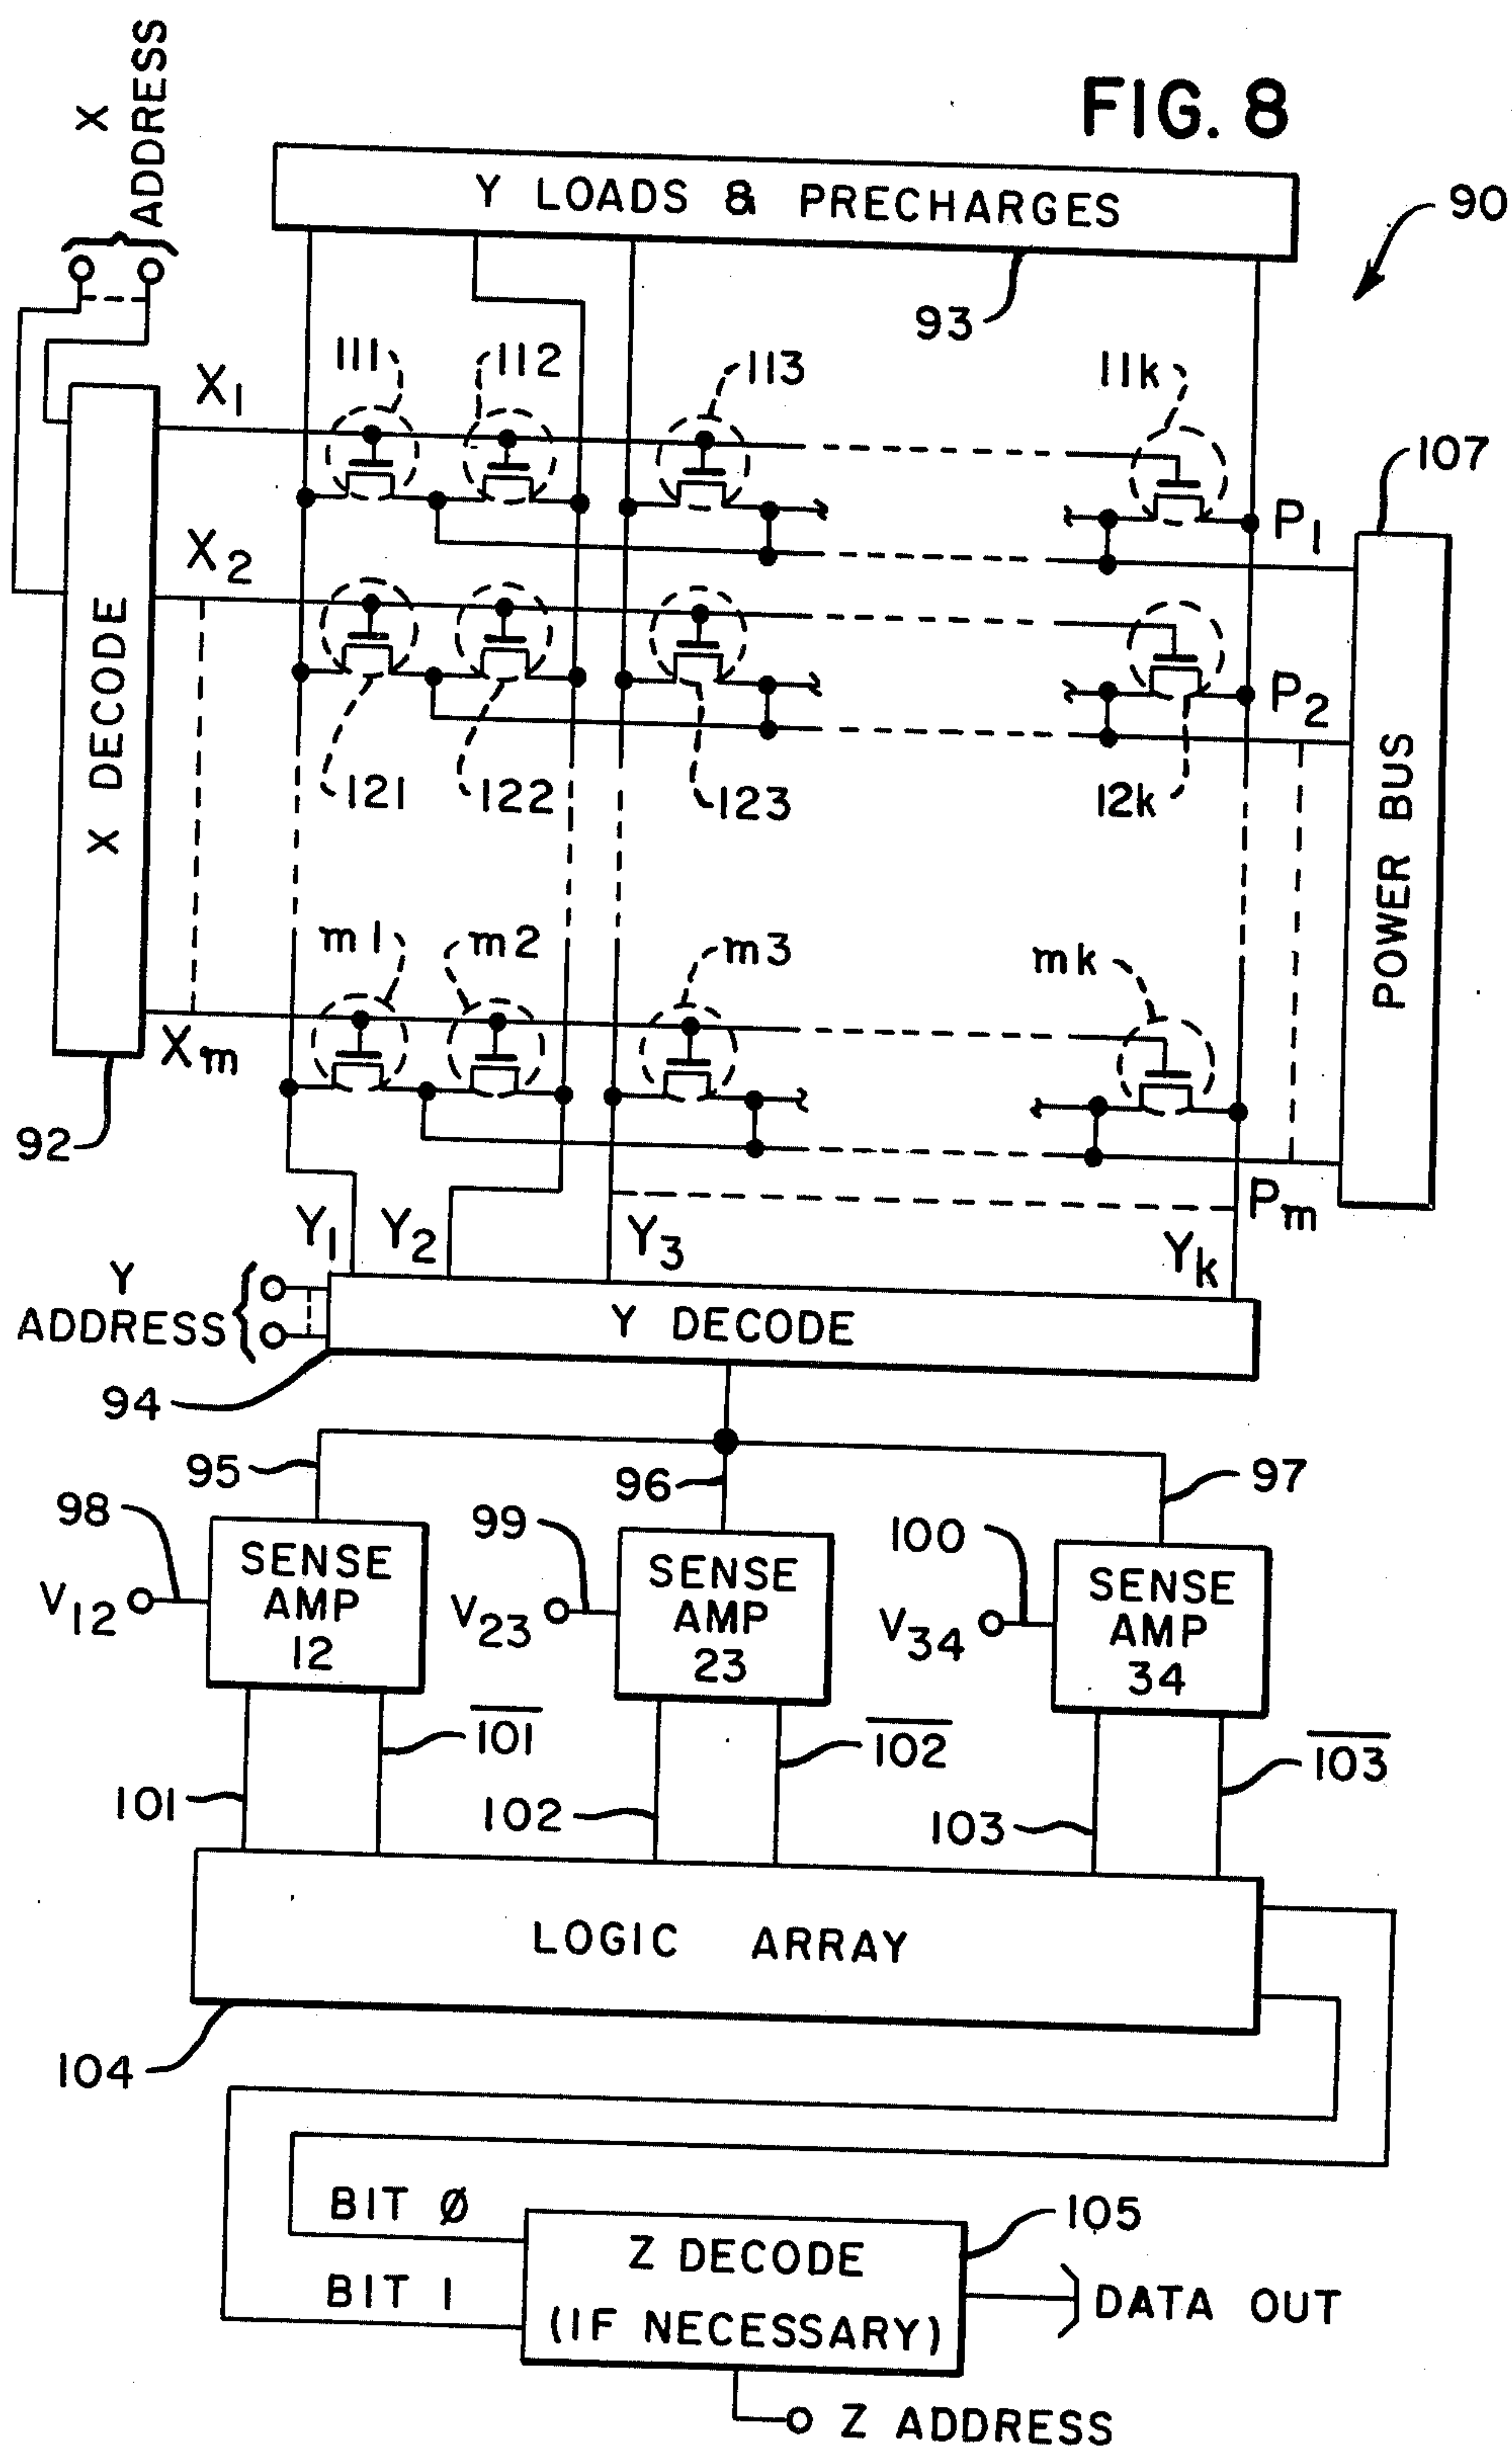 FIG. 8
X
ADDRESS
Y LOADS & PRECHARGES
90
93
111
112
113
11k
X1
107
P1
X2
X DECODE
P2
121
122
123
12k
POWER BUS
m1
m2
m3
mk
Xm
92
Pm
Y1
Y2
Y3
Yk
Y
ADDRESS
Y DECODE
94
95
96
97
98
99
100
V12
SENSE
AMP
12
V23
SENSE
AMP
23
V34
SENSE
AMP
34
101
101
102
102
103
103
LOGIC ARRAY
104
BIT Ø
BIT 1
105
Z DECODE
(IF NECESSARY)
DATA OUT
Z ADDRESS